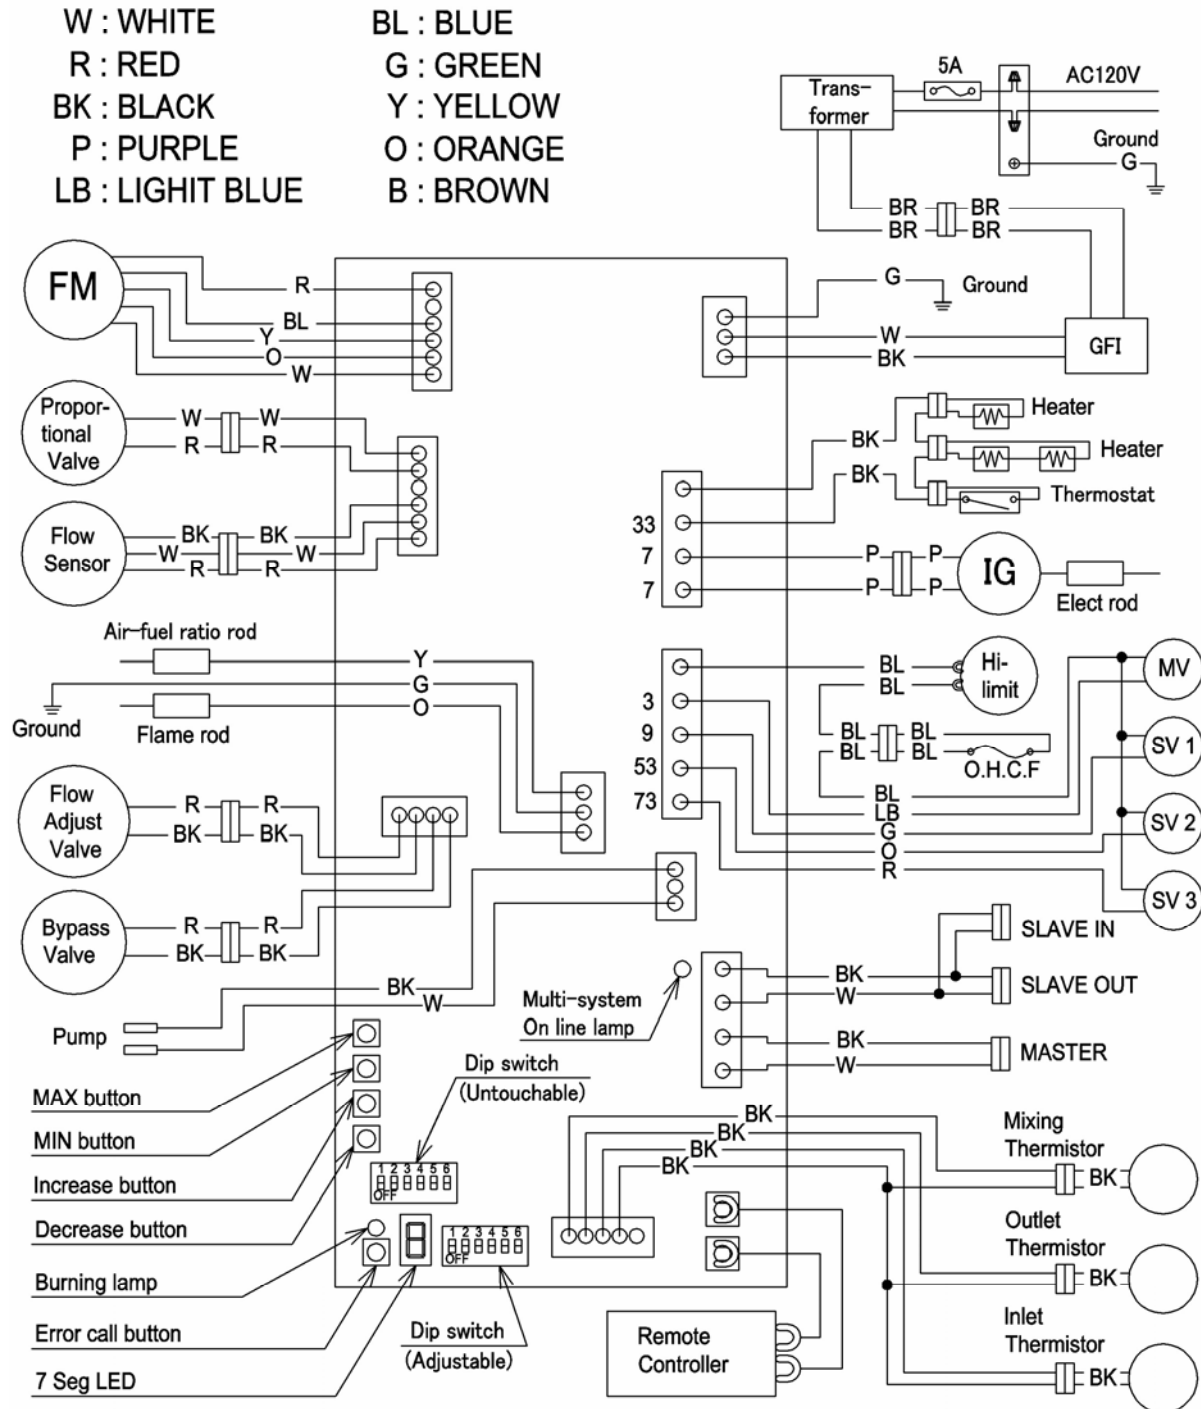 W : WHITE
BL : BLUE
R : RED
G : GREEN
BK : BLACK
Y : YELLOW
P : PURPLE
O : ORANGE
LB : LIGHIT BLUE
B : BROWN
Trans-
former
5A
AC120V
Ground
G
BR
BR
BR
BR
FM
R
BL
Y
O
W
G
Ground
W
BK
GFI
Propor-
tional
Valve
W
W
R
R
Heater
Heater
Thermostat
BK
BK
Flow
Sensor
BK
BK
W
W
R
R
33
7
7
P
P
P
P
IG
Elect rod
Air-fuel ratio rod
Y
G
O
Ground
Flame rod
3
9
53
73
BL
BL
Hi-
limit
BL
BL
BL
BL
O.H.C.F
BL
LB
G
O
R
MV
SV 1
SV 2
SV 3
Flow
Adjust
Valve
R
R
BK
BK
Bypass
Valve
R
R
BK
BK
BK
W
Pump
Multi-system
On line lamp
BK
W
BK
W
SLAVE IN
SLAVE OUT
MASTER
MAX button
MIN button
Increase button
Decrease button
Burning lamp
Error call button
7 Seg LED
Dip switch
(Untouchable)
1 2 3 4 5 6
OFF
1 2 3 4 5 6
OFF
Dip switch
(Adjustable)
BK
BK
BK
BK
Mixing
Thermistor
BK
Outlet
Thermistor
BK
Inlet
Thermistor
BK
Remote
Controller